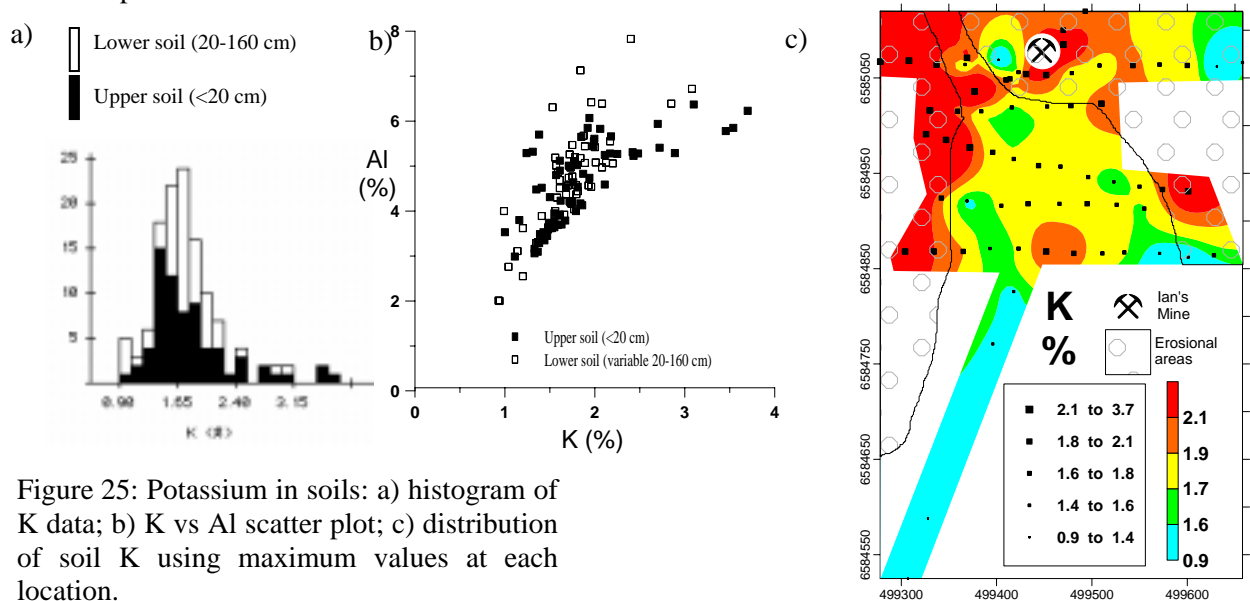 a)
Lower soil (20-160 cm)
Upper soil (<20 cm)
25
20
15
10
5
0.90 1.65 2.40 3.15
K (%)
b)
8
6
4
2
0
Al
(%)
Upper soil (<20 cm)
Lower soil (variable 20-160 cm)
0 1 2 3 4
K (%)
c)
6585050
6584950
6584850
6584750
6584650
6584550
499300 499400 499500 499600
K
%
Ian's
Mine
Erosional
areas
2.1 to 3.7
1.8 to 2.1
1.6 to 1.8
1.4 to 1.6
0.9 to 1.4
2.1
1.9
1.7
1.6
0.9
Figure 25: Potassium in soils: a) histogram of
K data; b) K vs Al scatter plot; c) distribution
of soil K using maximum values at each
location.